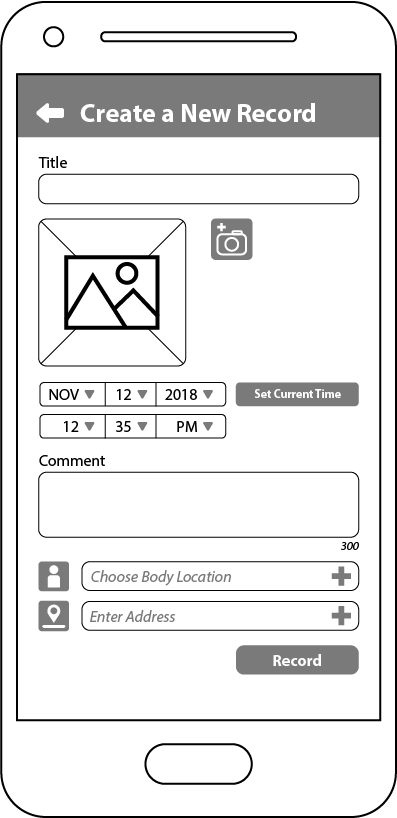 Create a New Record
Title
NOV 12 2018 Set Current Time
12 35 PM
Comment
300
Choose Body Location
Enter Address
Record